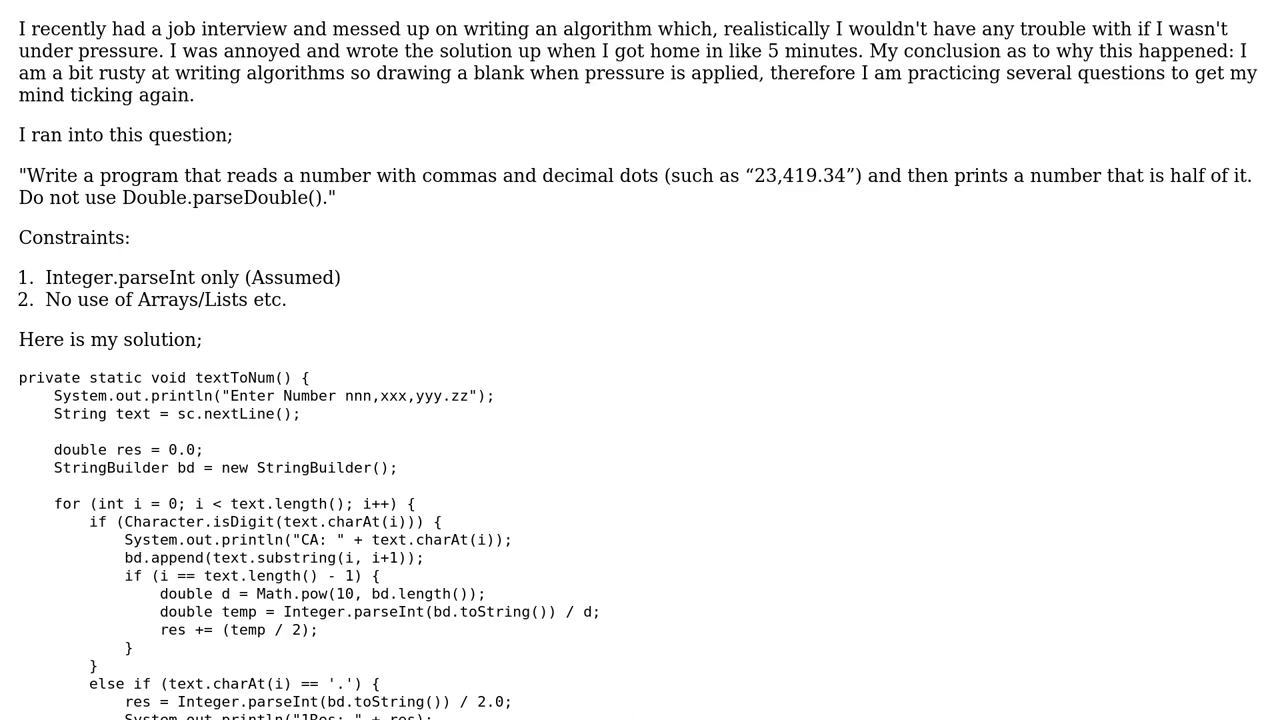 I recently had a job interview and messed up on writing an algorithm which, realistically I wouldn't have any trouble with if I wasn't
under pressure. I was annoyed and wrote the solution up when I got home in like 5 minutes. My conclusion as to why this happened: I
am a bit rusty at writing algorithms so drawing a blank when pressure is applied, therefore I am practicing several questions to get my
mind ticking again.
I ran into this question;
"Write a program that reads a number with commas and decimal dots (such as “23,419.34”) and then prints a number that is half of it.
Do not use Double.parseDouble()."
Constraints:
1. Integer.parseInt only (Assumed)
2. No use of Arrays/Lists etc.
Here is my solution;
private static void textToNum() {
    System.out.println("Enter Number nnn,xxx,yyy.zz");
    String text = sc.nextLine();
    double res = 0.0;
    StringBuilder bd = new StringBuilder();
    for (int i = 0; i < text.length(); i++) {
        if (Character.isDigit(text.charAt(i))) {
            System.out.println("CA: " + text.charAt(i));
            bd.append(text.substring(i, i+1));
            if (i == text.length() - 1) {
                double d = Math.pow(10, bd.length());
                double temp = Integer.parseInt(bd.toString()) / d;
                res += (temp / 2);
            }
        }
        else if (text.charAt(i) == '.') {
            res = Integer.parseInt(bd.toString()) / 2.0;
            System.out.println("1Res: " + res);